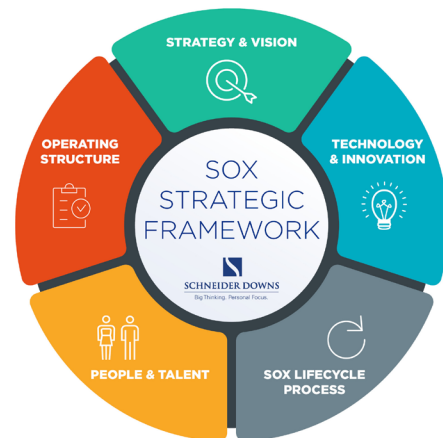 STRATEGY & VISION
OPERATING
STRUCTURE
TECHNOLOGY
& INNOVATION
SOX
STRATEGIC
FRAMEWORK
SCHNEIDER DOWNS
Big Thinking. Personal Focus.
PEOPLE & TALENT
SOX LIFECYCLE
PROCESS